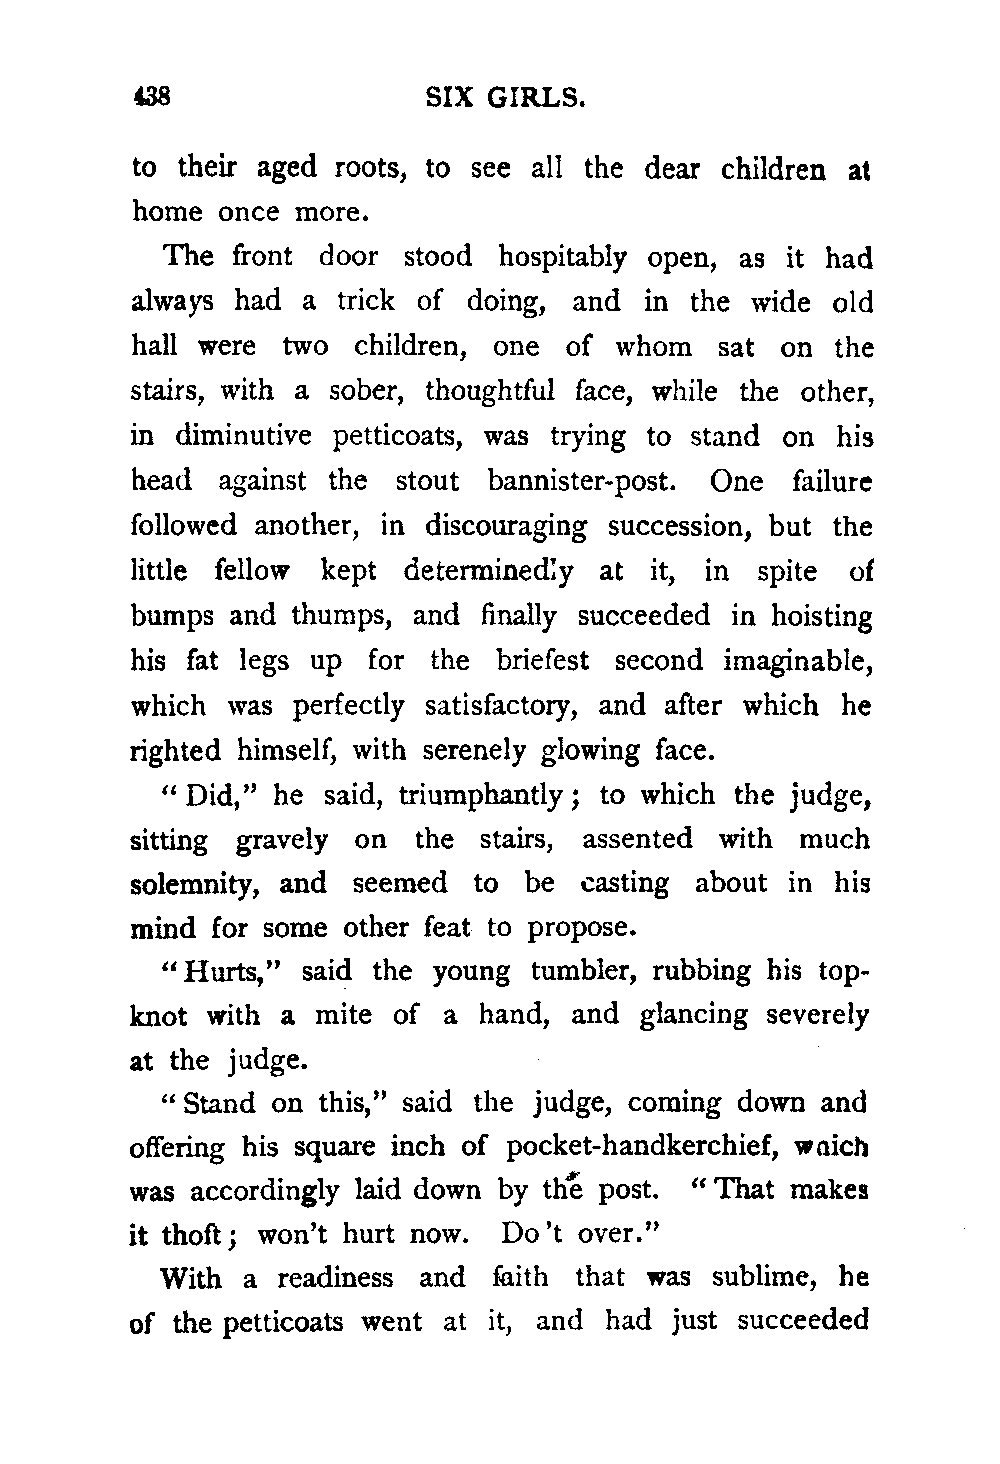 438 SIX GIRLS.
to their aged roots, to see all the dear children at
home once more.
The front door stood hospitably open, as it had
always had a trick of doing, and in the wide old
hall were two children, one of whom sat on the
stairs, with a sober, thoughtful face, while the other,
in diminutive petticoats, was trying to stand on his
head against the stout bannister-post. One failure
followed another, in discouraging succession, but the
little fellow kept determinedly at it, in spite of
bumps and thumps, and finally succeeded in hoisting
his fat legs up for the briefest second imaginable,
which was perfectly satisfactory, and after which he
righted himself, with serenely glowing face.
“Did,” he said, triumphantly; to which the judge,
sitting gravely on the stairs, assented with much
solemnity, and seemed to be casting about in his
mind for some other feat to propose.
“Hurts,” said the young tumbler, rubbing his top-
knot with a mite of a hand, and glancing severely
at the judge.
“Stand on this,” said the judge, coming down and
offering his square inch of pocket-handkerchief, which
was accordingly laid down by the post. “That makes
it thoft; won't hurt now. Do 't over.”
With a readiness and faith that was sublime, he
of the petticoats went at it, and had just succeeded